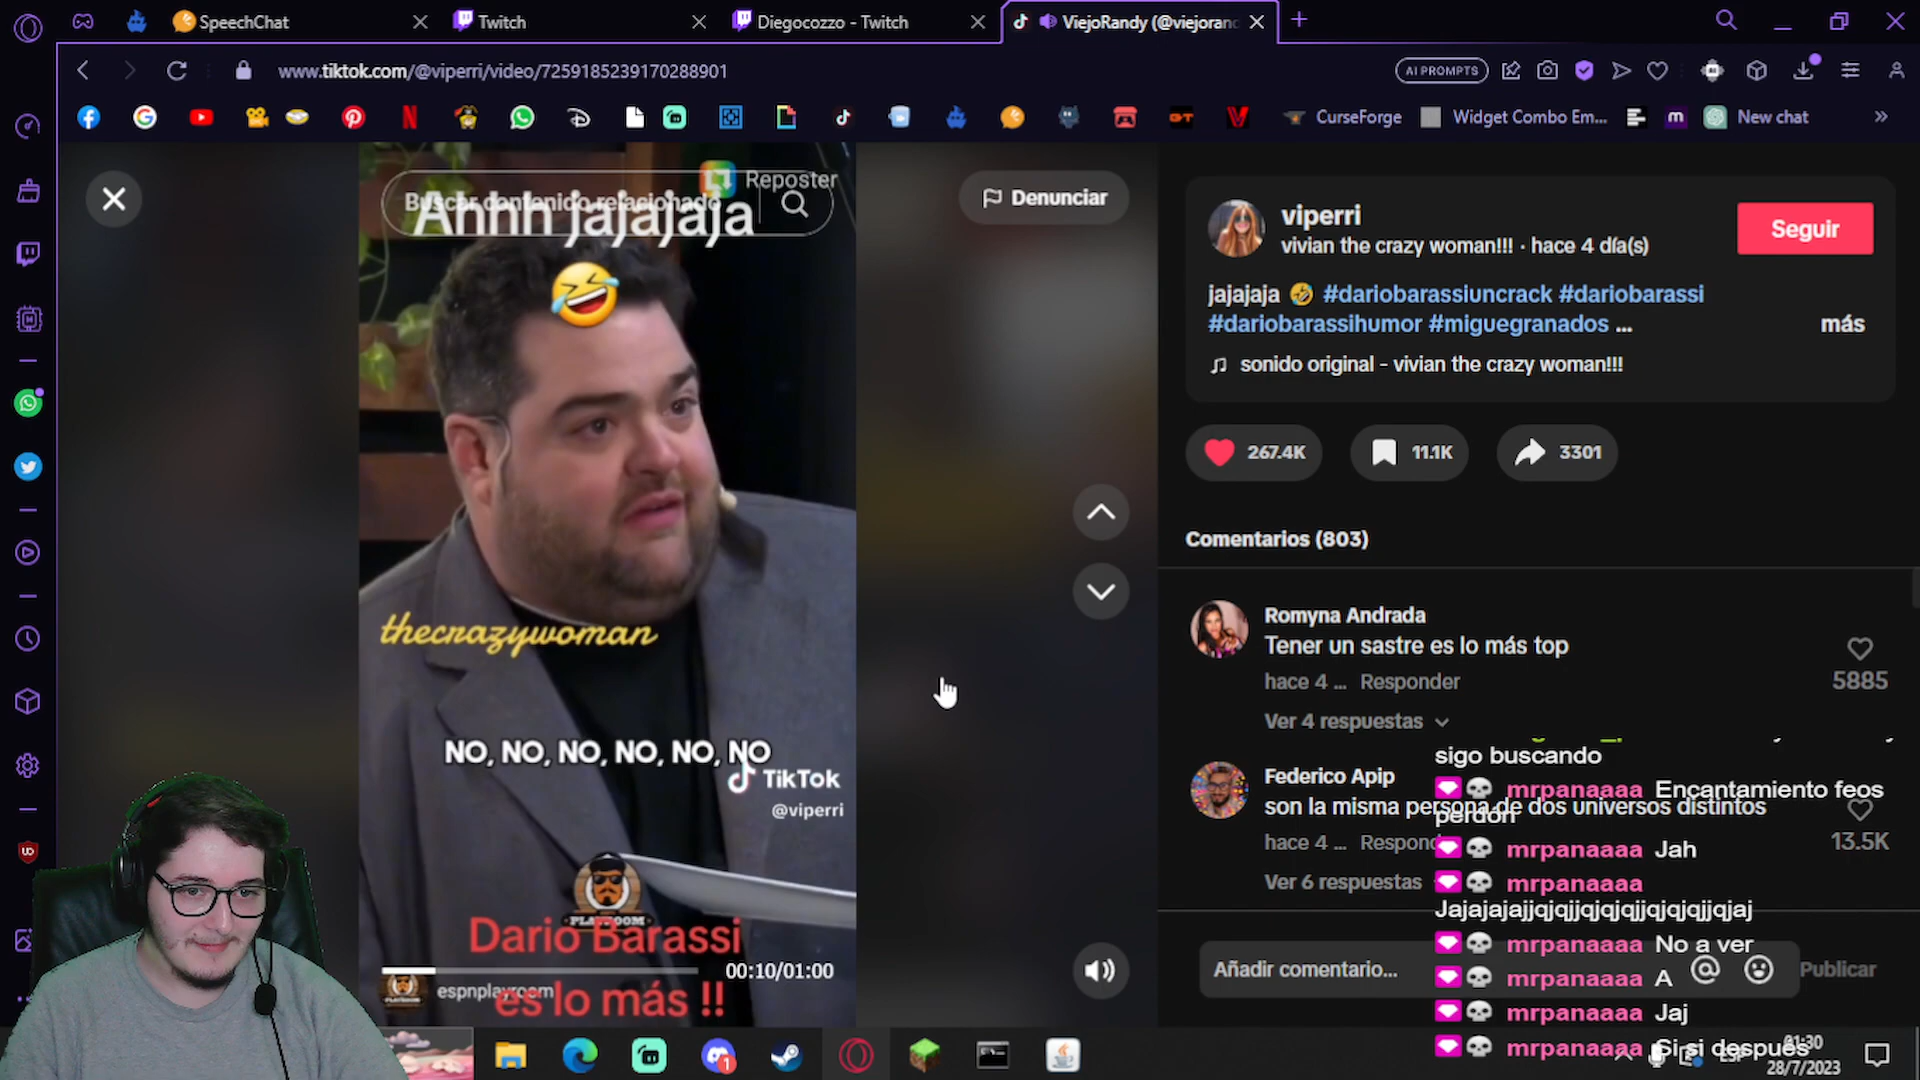 SpeechChat
Twitch
Diegocozzo - Twitch
ViejoRandy (@viejoran
www.tiktok.com/@viperri/video/7259185239170288901
AI PROMPTS
CurseForge
Widget Combo Em...
New chat
Reposter
Buscar contenido relacionado
Ahhh jajajaja
Denunciar
thecrazywoman
NO, NO, NO, NO, NO, NO
TikTok
@viperri
PLAYROOM
Dario Barassi
00:10/01:00
espnplayroom
es lo más !!
viperri
vivian the crazy woman!!! · hace 4 día(s)
Seguir
jajajaja 🤣 #dariobarassiuncrack #dariobarassi
#dariobarassihumor #miguegranados ...
más
sonido original - vivian the crazy woman!!!
267.4K
11.1K
3301
Comentarios (803)
Romyna Andrada
Tener un sastre es lo más top
hace 4 ... Responder
5885
Ver 4 respuestas
Federico Apip
son la misma persona de dos universos distintos
hace 4 ...
13.5K
Ver 6 respuestas
Añadir comentario...
Publicar
sigo buscando
mrpanaaaa Encantamiento feos
perdon
mrpanaaaa Jah
mrpanaaaa
Jajajajajjqjqjjqjqjqjjqjqjqjjqjaj
mrpanaaaa No a ver
mrpanaaaa A
mrpanaaaa Jaj
mrpanaaaa Si si después
01:30
28/7/2023